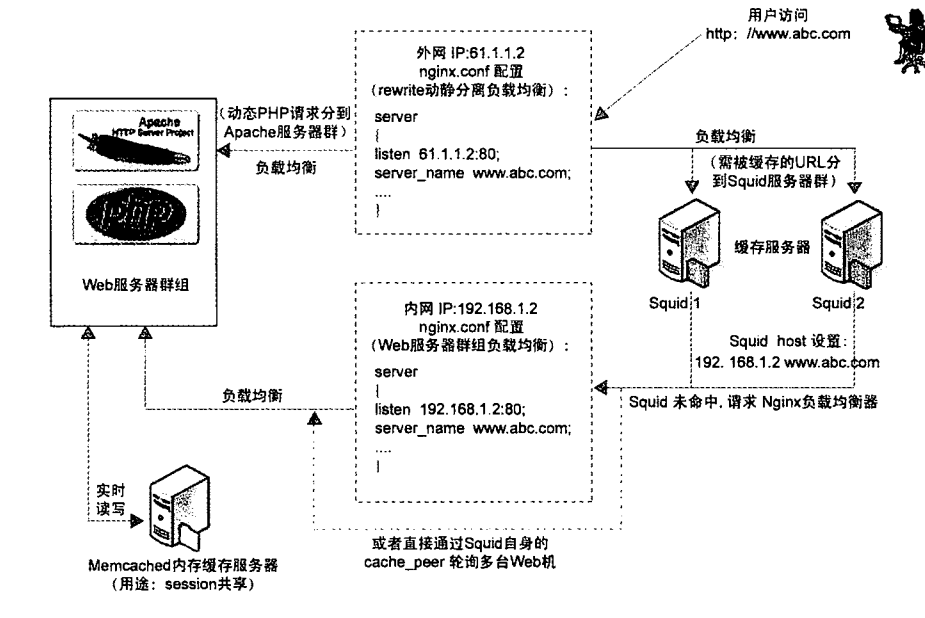 用户访问
http: //www.abc.com
外网 IP:61.1.1.2
nginx.conf 配置
(rewrite动静分离负载均衡):
server
{
listen 61.1.1.2:80;
server_name www.abc.com;
....
}
(动态PHP请求分到
Apache服务器群)
负载均衡
Apache
HTTP Server Project
php
Web服务器群组
负载均衡
(需被缓存的URL分
到Squid服务器群)
缓存服务器
Squid 1
Squid 2
内网 IP:192.168.1.2
nginx.conf 配置
(Web服务器群组负载均衡):
server
{
listen 192.168.1.2:80;
server_name www.abc.com;
....
}
Squid host 设置:
192. 168.1.2 www.abc.com
Squid 未命中, 请求 Nginx负载均衡器
负载均衡
实时
读写
Memcached内存缓存服务器
(用途: session共享)
或者直接通过Squid自身的
cache_peer 轮询多台Web机